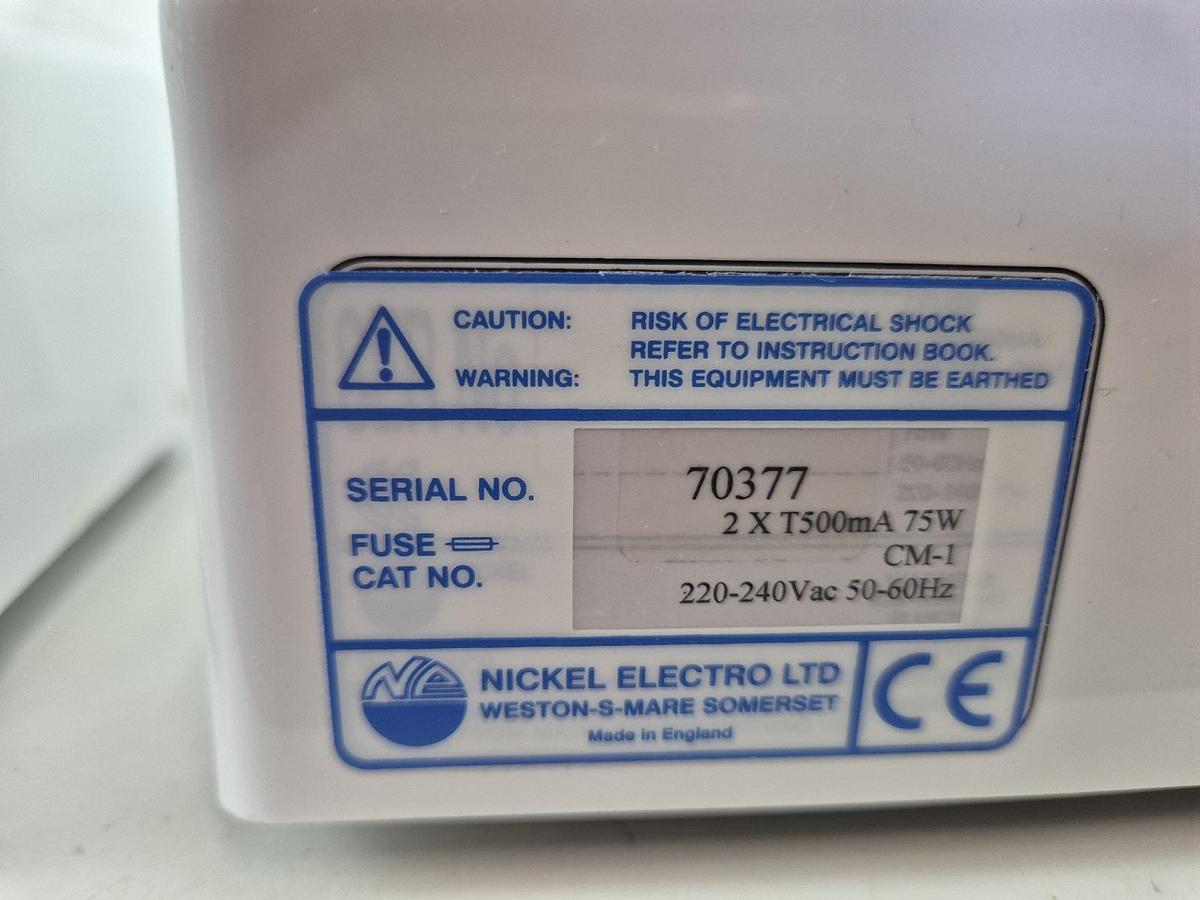 CAUTION: RISK OF ELECTRICAL SHOCK
REFER TO INSTRUCTION BOOK.
WARNING: THIS EQUIPMENT MUST BE EARTHED
SERIAL NO. 70377
2 X T500mA 75W
FUSE
CM-1
CAT NO.
220-240Vac 50-60Hz
NE
NICKEL ELECTRO LTD
WESTON-S-MARE SOMERSET
Made in England
CE